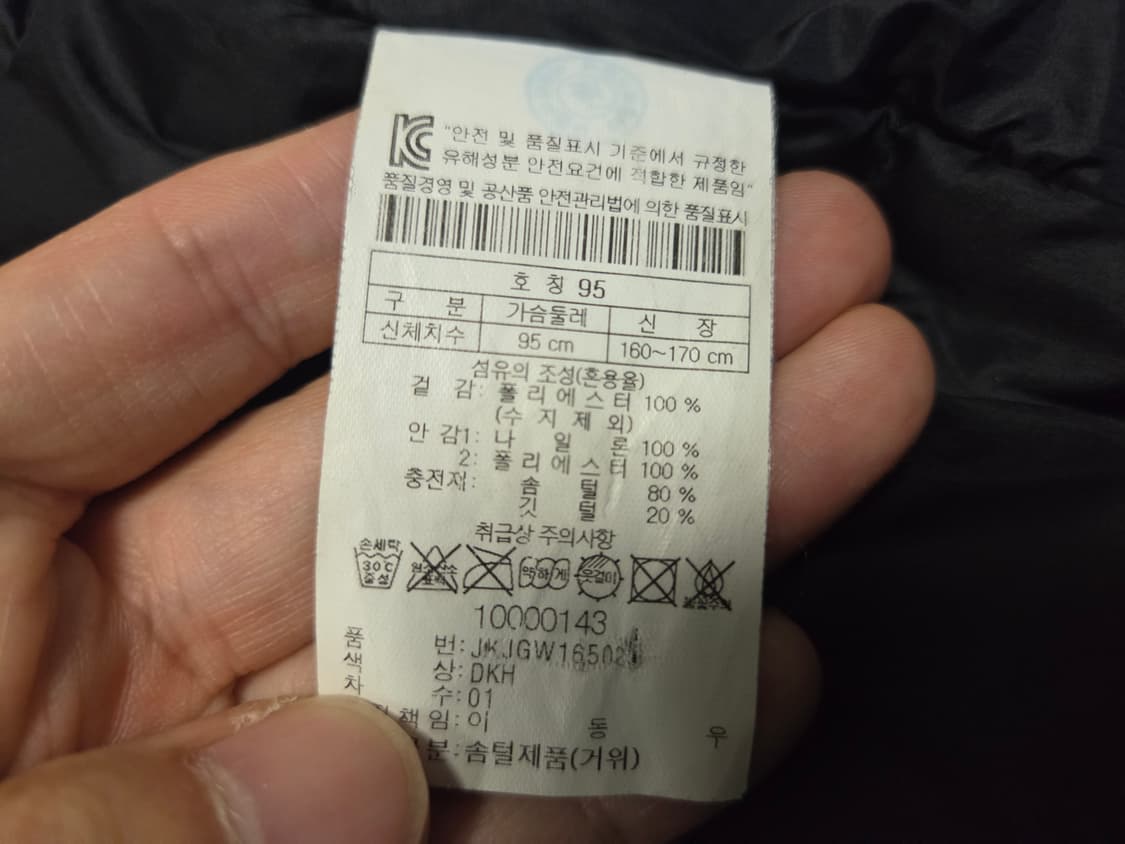 KC "안전 및 품질표시 기준에서 규정한
유해성분 안전요건에 적합한 제품임"
품질경영 및 공산품 안전관리법에 의한 품질표시
호 칭 95
구 분 가슴둘레 신 장
신체치수 95 cm 160~170 cm
섬유의 조성(혼용율)
겉 감: 폴 리 에 스 터 100 %
(수 지 제 외)
안 감1: 나 일 론 100 %
2: 폴 리 에 스 터 100 %
충전재: 솜 털 80 %
깃 털 20 %
취급상 주의사항
손세탁
30℃ 중성 약하게 옷걸이
10000143
품 번: JKJGW16502
색 상: DKH
차 수: 01
책 임: 이 동 우
분: 솜털제품(거위)